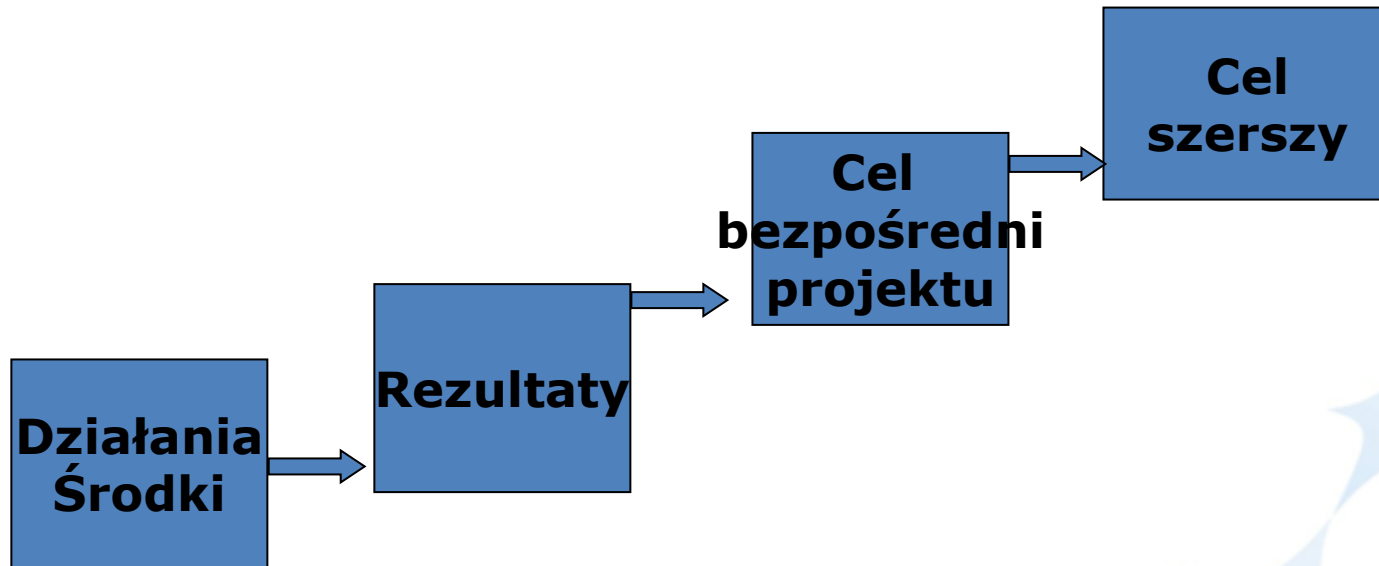 Cel
szerszy
Cel
bezpośredni
projektu
Rezultaty
Działania
Środki